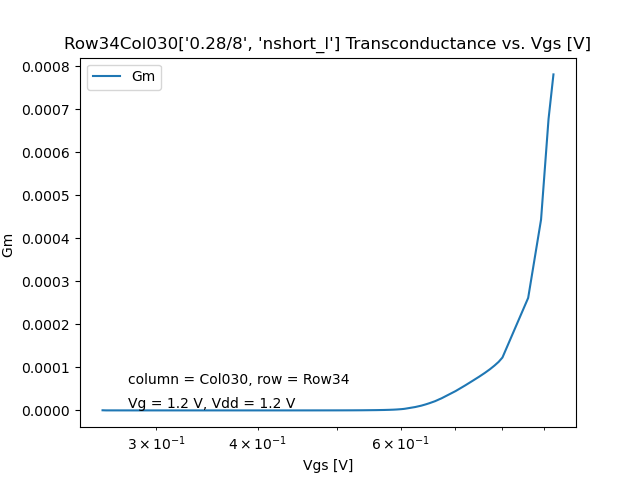 Row34Col030['0.28/8', 'nshort_l'] Transconductance vs. Vgs [V]
Gm
0.0008
0.0007
0.0006
0.0005
0.0004
0.0003
0.0002
0.0001
0.0000
Gm
column = Col030, row = Row34
Vg = 1.2 V, Vdd = 1.2 V
3 × 10⁻¹ 4 × 10⁻¹ 6 × 10⁻¹
Vgs [V]